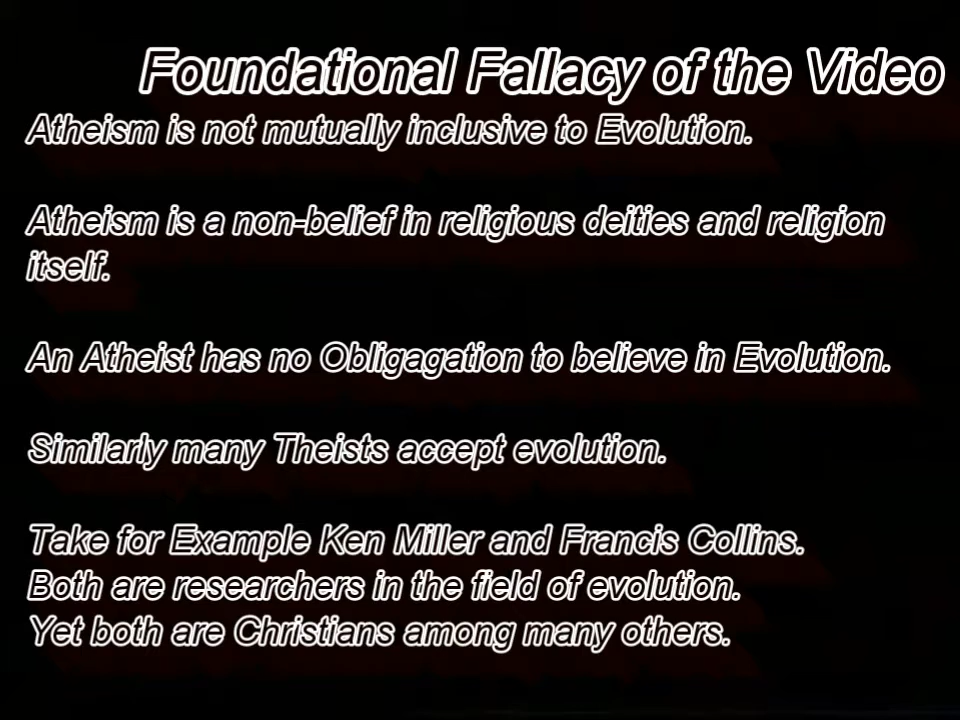 Foundational Fallacy of the Video
Atheism is not mutually inclusive to Evolution.
Atheism is a non-belief in religious deities and religion
itself.
An Atheist has no Obligagation to believe in Evolution.
Similarly many Theists accept evolution.
Take for Example Ken Miller and Francis Collins.
Both are researchers in the field of evolution.
Yet both are Christians among many others.